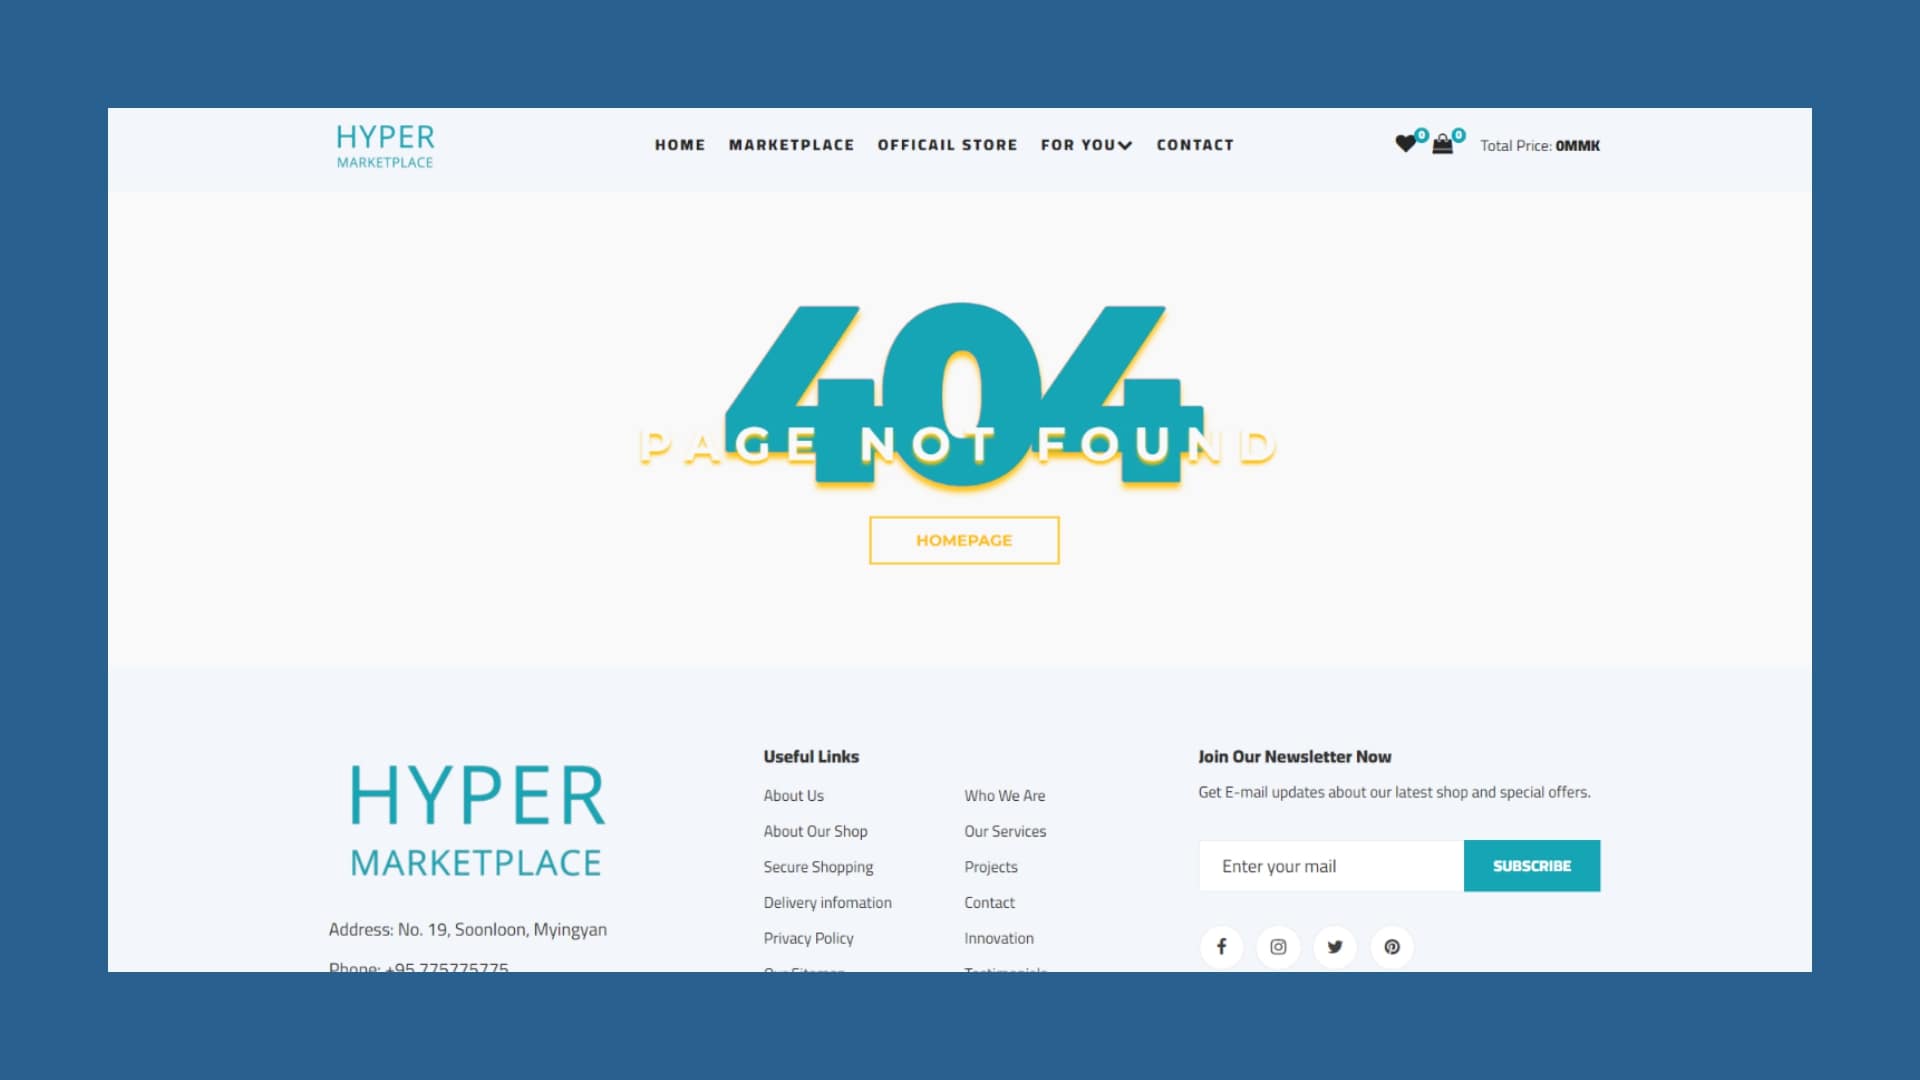 HYPER
MARKETPLACE
HOME MARKETPLACE OFFICAIL STORE FOR YOU CONTACT
0 0 Total Price: 0MMK
404
PAGE NOT FOUND
HOMEPAGE
HYPER
MARKETPLACE
Address: No. 19, Soonloon, Myingyan
Phone: +95 775775775
Useful Links
About Us
About Our Shop
Secure Shopping
Delivery infomation
Privacy Policy
Our Sitemap
Who We Are
Our Services
Projects
Contact
Innovation
Testimonials
Join Our Newsletter Now
Get E-mail updates about our latest shop and special offers.
Enter your mail SUBSCRIBE